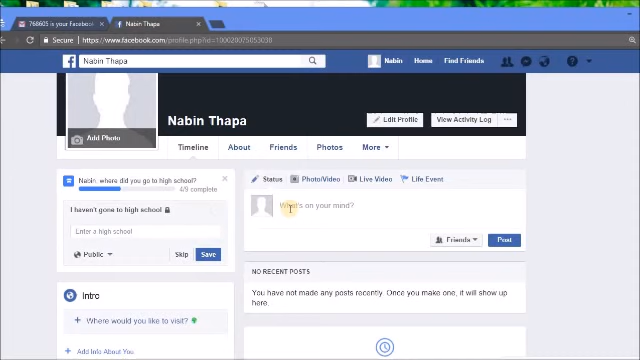 768605 is your Facebook
Nabin Thapa
Secure
https://www.facebook.com/profile.php?id=100020075053030
Nabin Thapa
Nabin
Home
Find Friends
Add Photo
Nabin Thapa
Edit Profile
View Activity Log
Timeline
About
Friends
Photos
More
Nabin, where did you go to high school?
4/9 complete
I haven't gone to high school
Enter a high school
Public
Skip
Save
Intro
Where would you like to visit?
Add Info About You
Status
Photo/Video
Live Video
Life Event
What's on your mind?
Friends
Post
NO RECENT POSTS
You have not made any posts recently. Once you make one, it will show up
here.